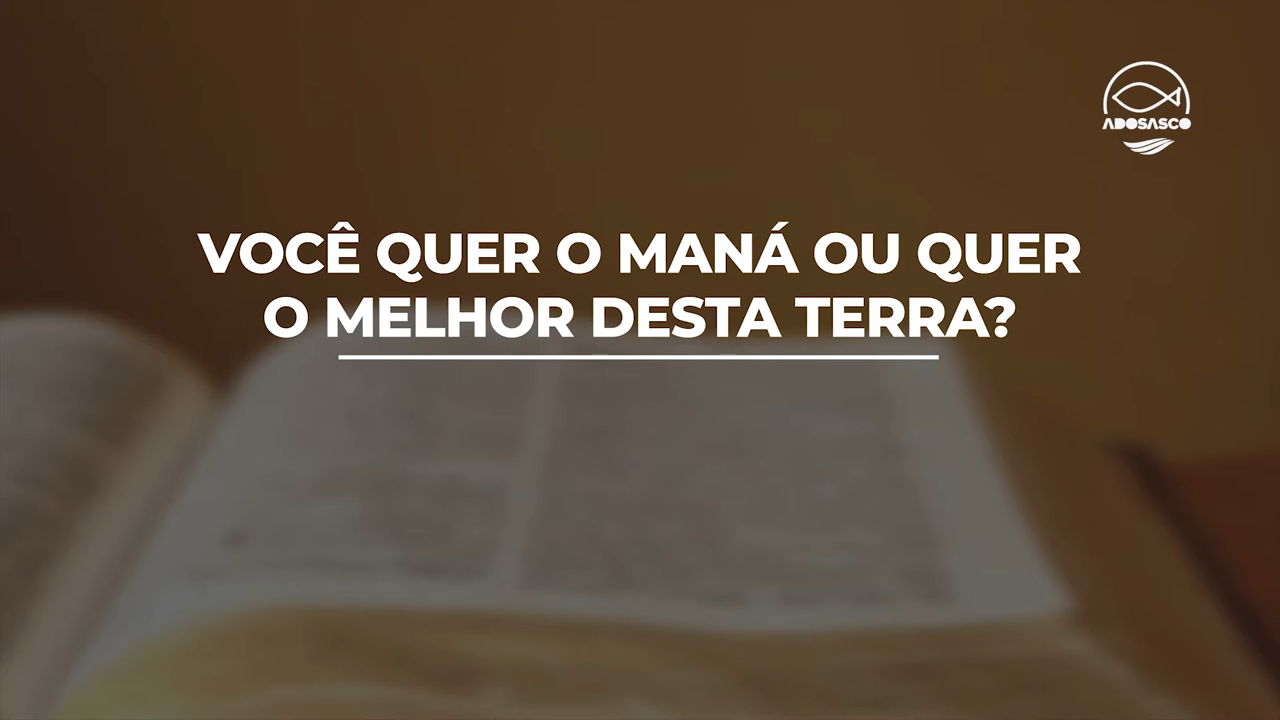 ADOSASCO
VOCÊ QUER O MANÁ OU QUER
O MELHOR DESTA TERRA?